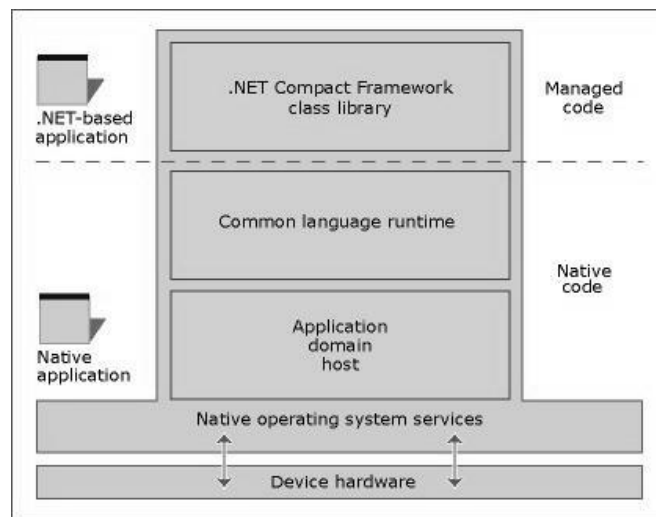 .NET-based
application
.NET Compact Framework
class library
Managed
code
Common language runtime
Native
code
Native
application
Application
domain
host
Native operating system services
Device hardware